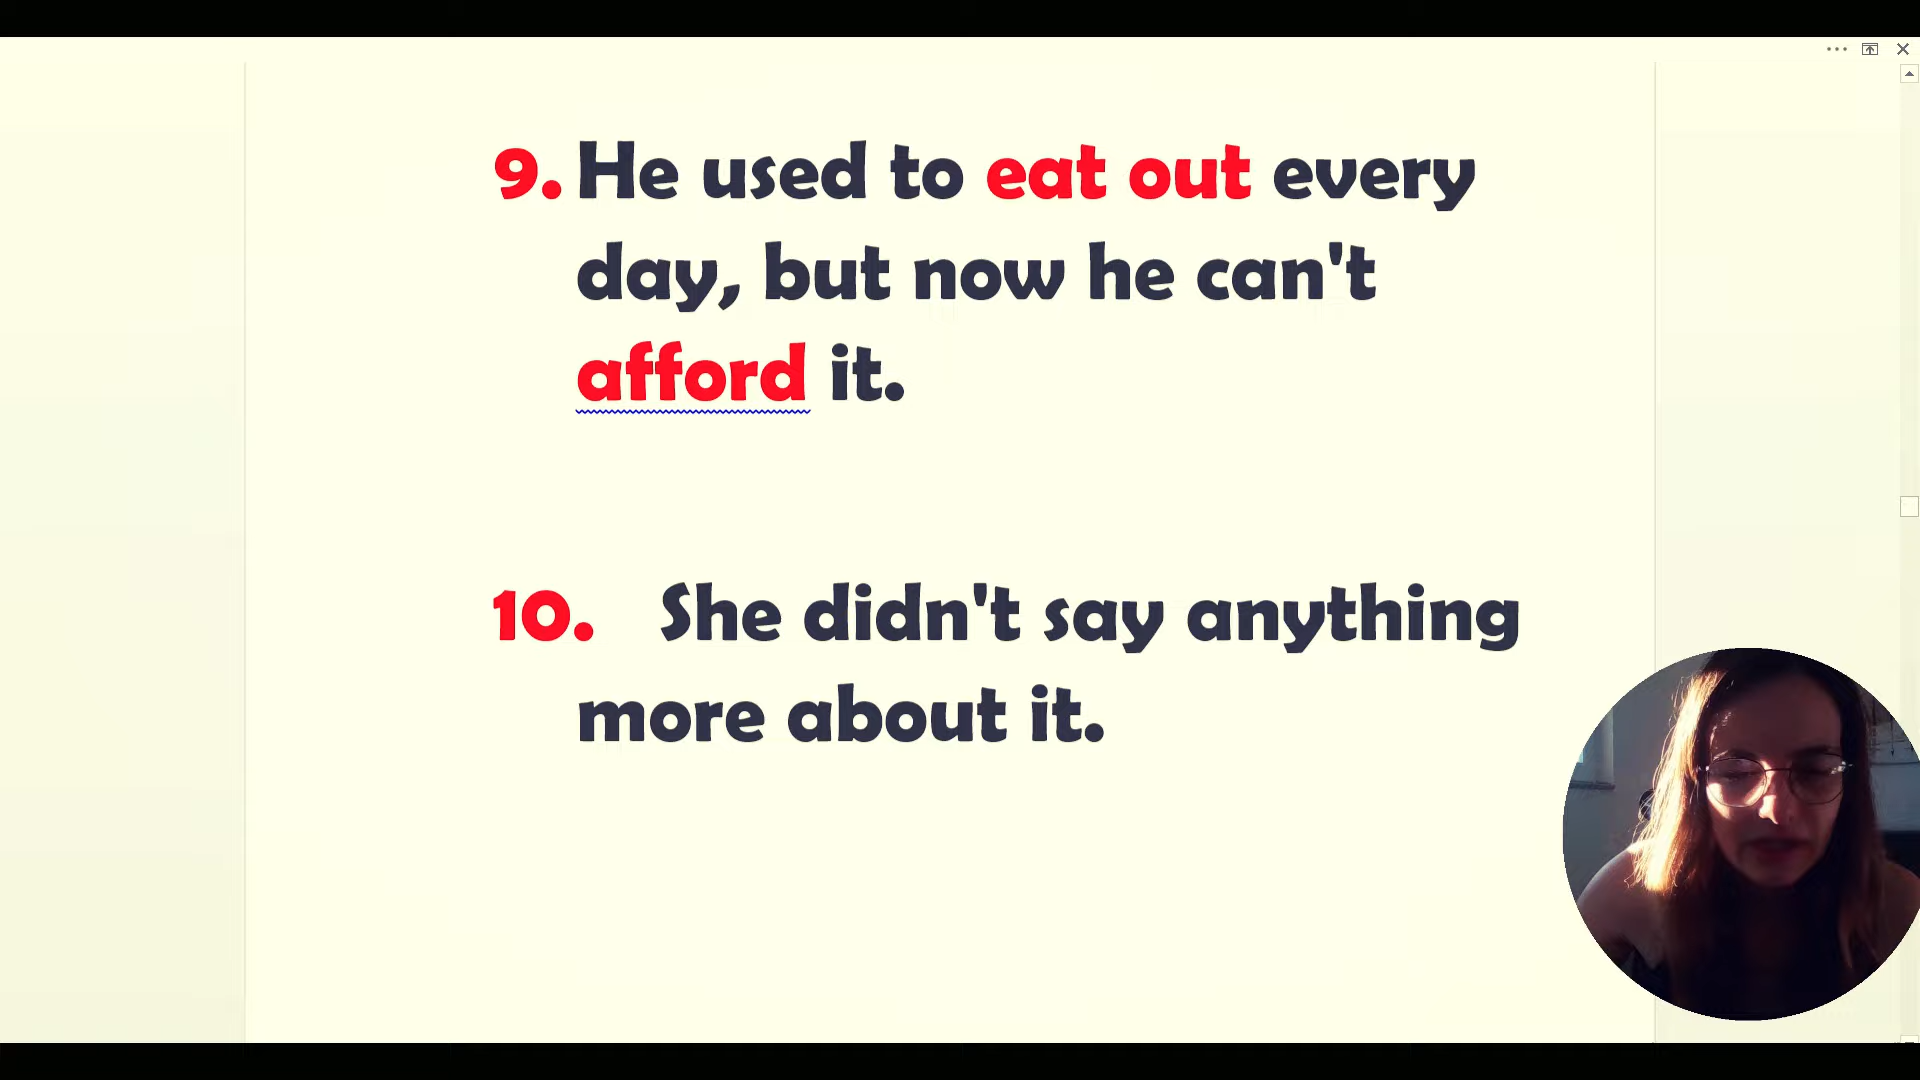 9. He used to eat out every
day, but now he can't
afford it.
10. She didn't say anything
more about it.